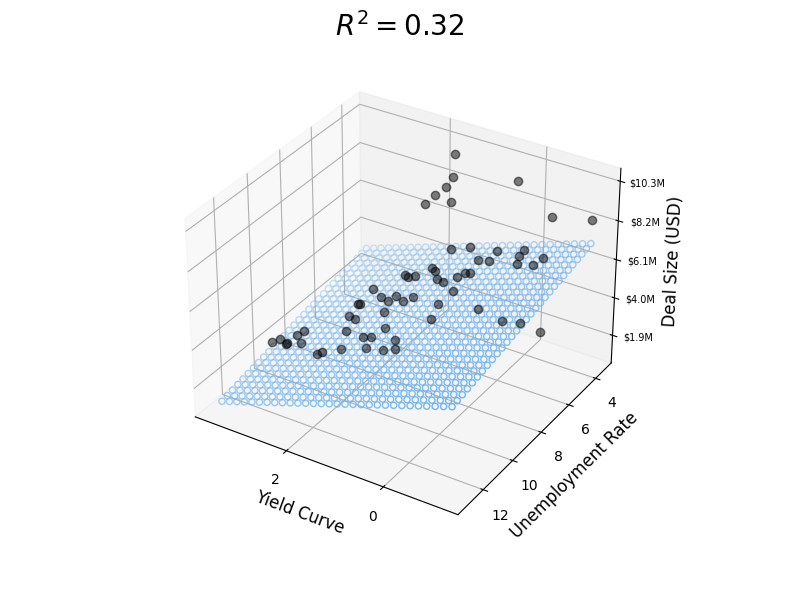 R² = 0.32
$10.3M
$8.2M
$6.1M
$4.0M
$1.9M
Deal Size (USD)
4
6
8
10
12
Unemployment Rate
2
0
Yield Curve